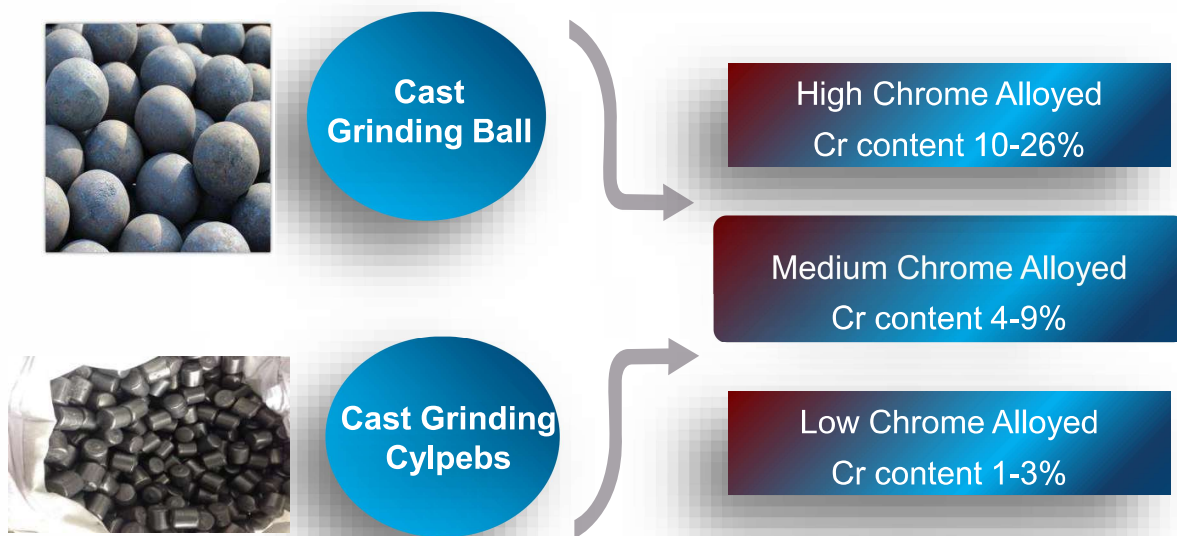 Cast
Grinding Ball
High Chrome Alloyed
Cr content 10-26%
Medium Chrome Alloyed
Cr content 4-9%
Cast Grinding
Cylpebs
Low Chrome Alloyed
Cr content 1-3%